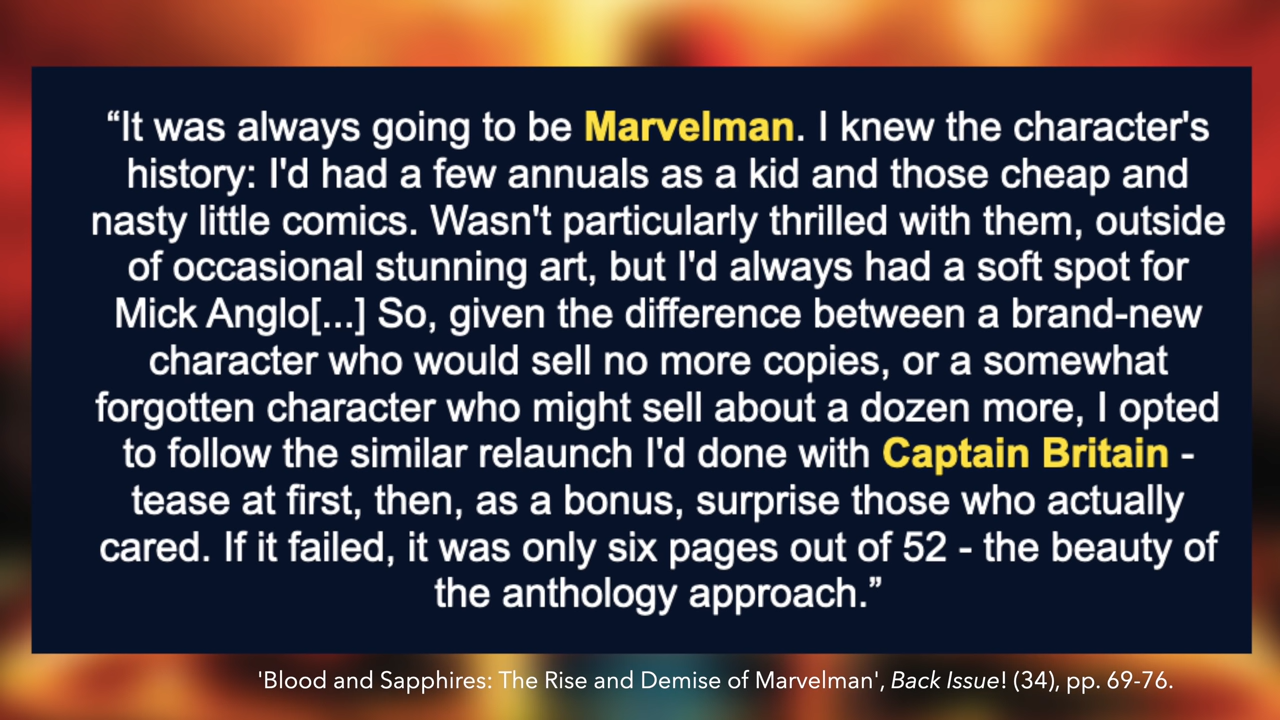 “It was always going to be Marvelman. I knew the character's
history: I'd had a few annuals as a kid and those cheap and
nasty little comics. Wasn't particularly thrilled with them, outside
of occasional stunning art, but I'd always had a soft spot for
Mick Anglo[...] So, given the difference between a brand-new
character who would sell no more copies, or a somewhat
forgotten character who might sell about a dozen more, I opted
to follow the similar relaunch I'd done with Captain Britain -
tease at first, then, as a bonus, surprise those who actually
cared. If it failed, it was only six pages out of 52 - the beauty of
the anthology approach.”
'Blood and Sapphires: The Rise and Demise of Marvelman', Back Issue! (34), pp. 69-76.